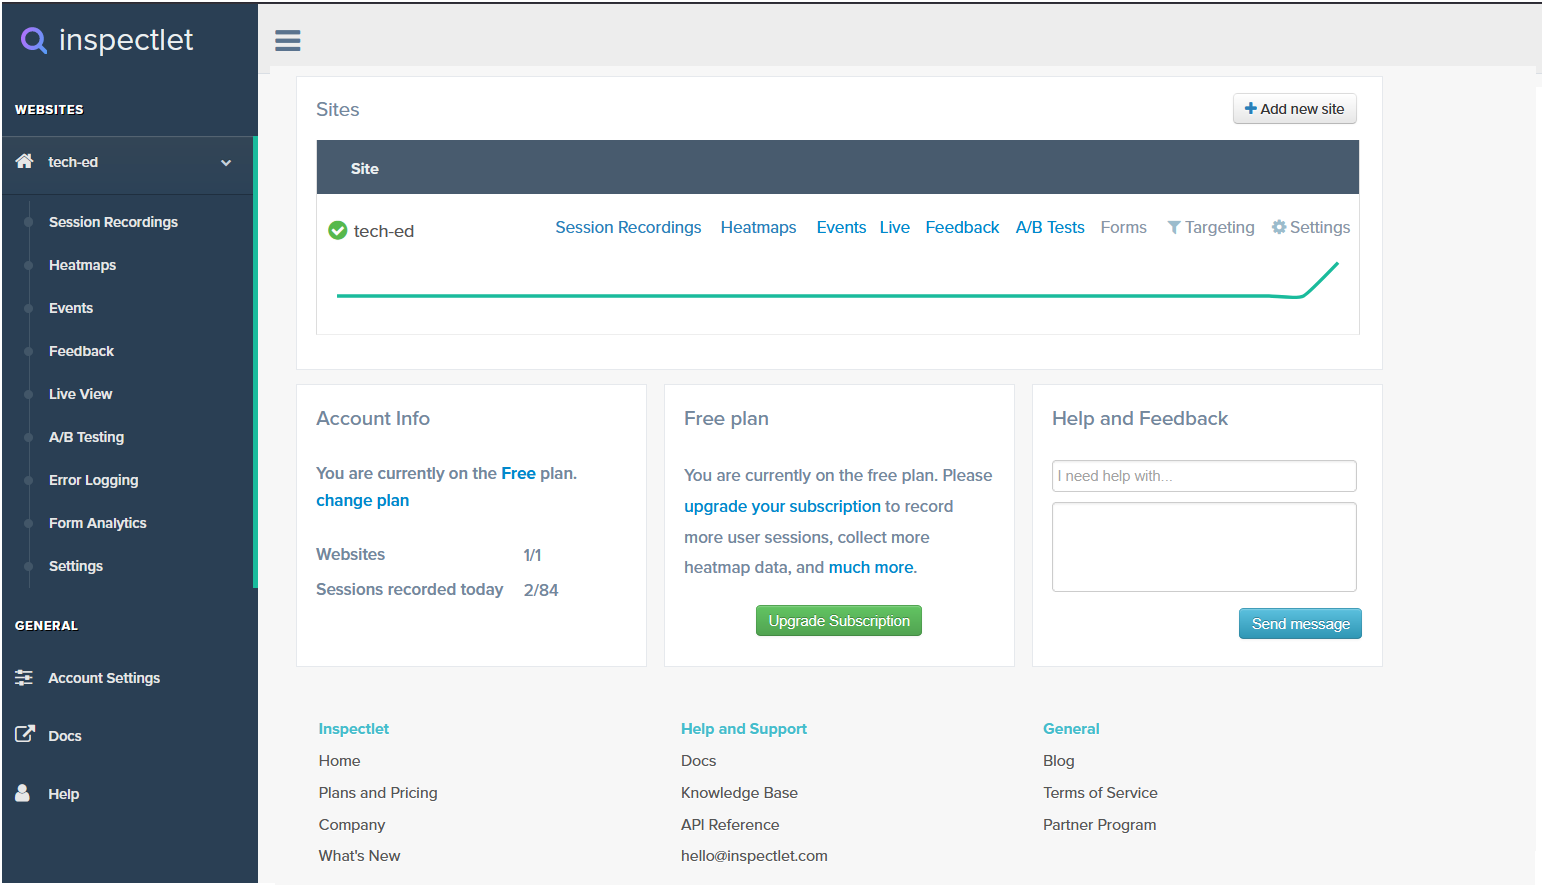 inspectlet
WEBSITES
tech-ed
Session Recordings
Heatmaps
Events
Feedback
Live View
A/B Testing
Error Logging
Form Analytics
Settings
GENERAL
Account Settings
Docs
Help
Sites
Add new site
Site
tech-ed Session Recordings Heatmaps Events Live Feedback A/B Tests Forms Targeting Settings
Account Info
You are currently on the Free plan.
change plan
Websites 1/1
Sessions recorded today 2/84
Free plan
You are currently on the free plan. Please
upgrade your subscription to record
more user sessions, collect more
heatmap data, and much more.
Upgrade Subscription
Help and Feedback
I need help with...
Send message
Inspectlet
Home
Plans and Pricing
Company
What's New
Help and Support
Docs
Knowledge Base
API Reference
hello@inspectlet.com
General
Blog
Terms of Service
Partner Program